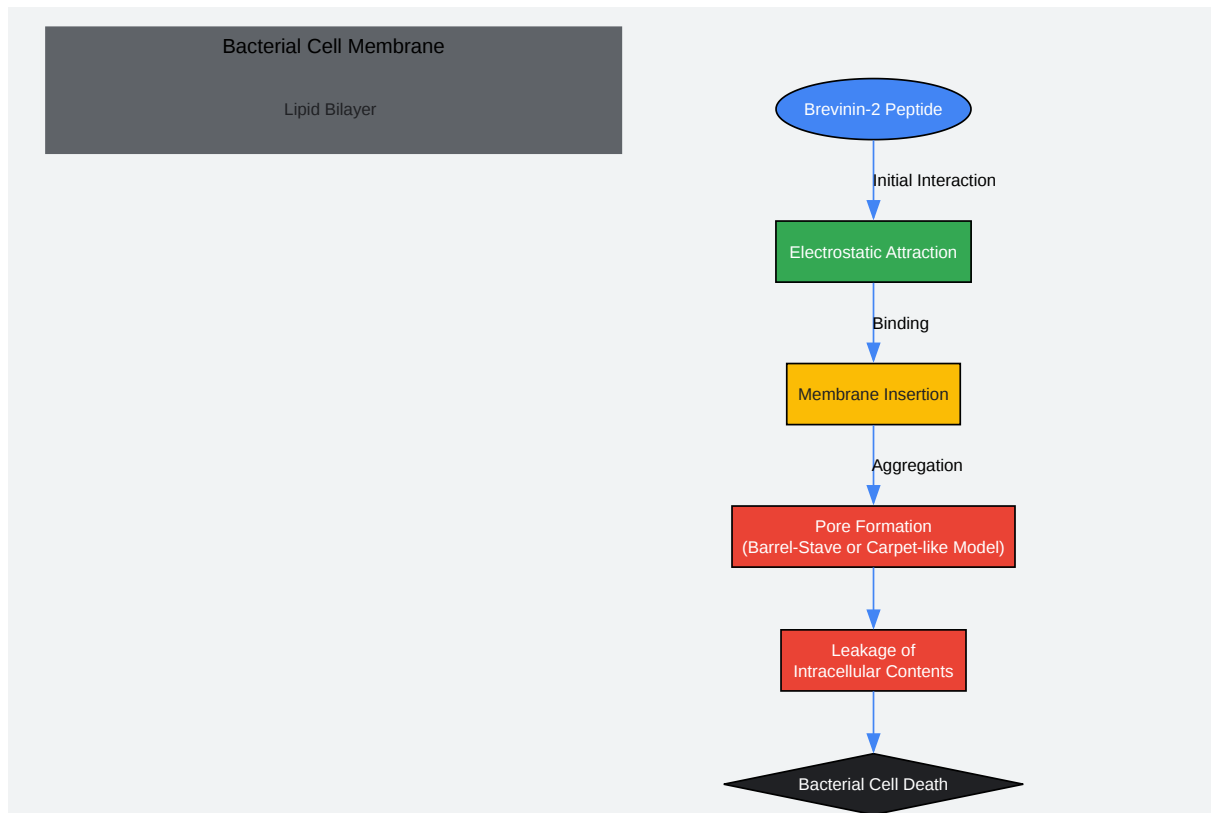 Bacterial Cell Membrane
Lipid Bilayer
Brevinin-2 Peptide
Initial Interaction
Electrostatic Attraction
Binding
Membrane Insertion
Aggregation
Pore Formation
(Barrel-Stave or Carpet-like Model)
Leakage of
Intracellular Contents
Bacterial Cell Death